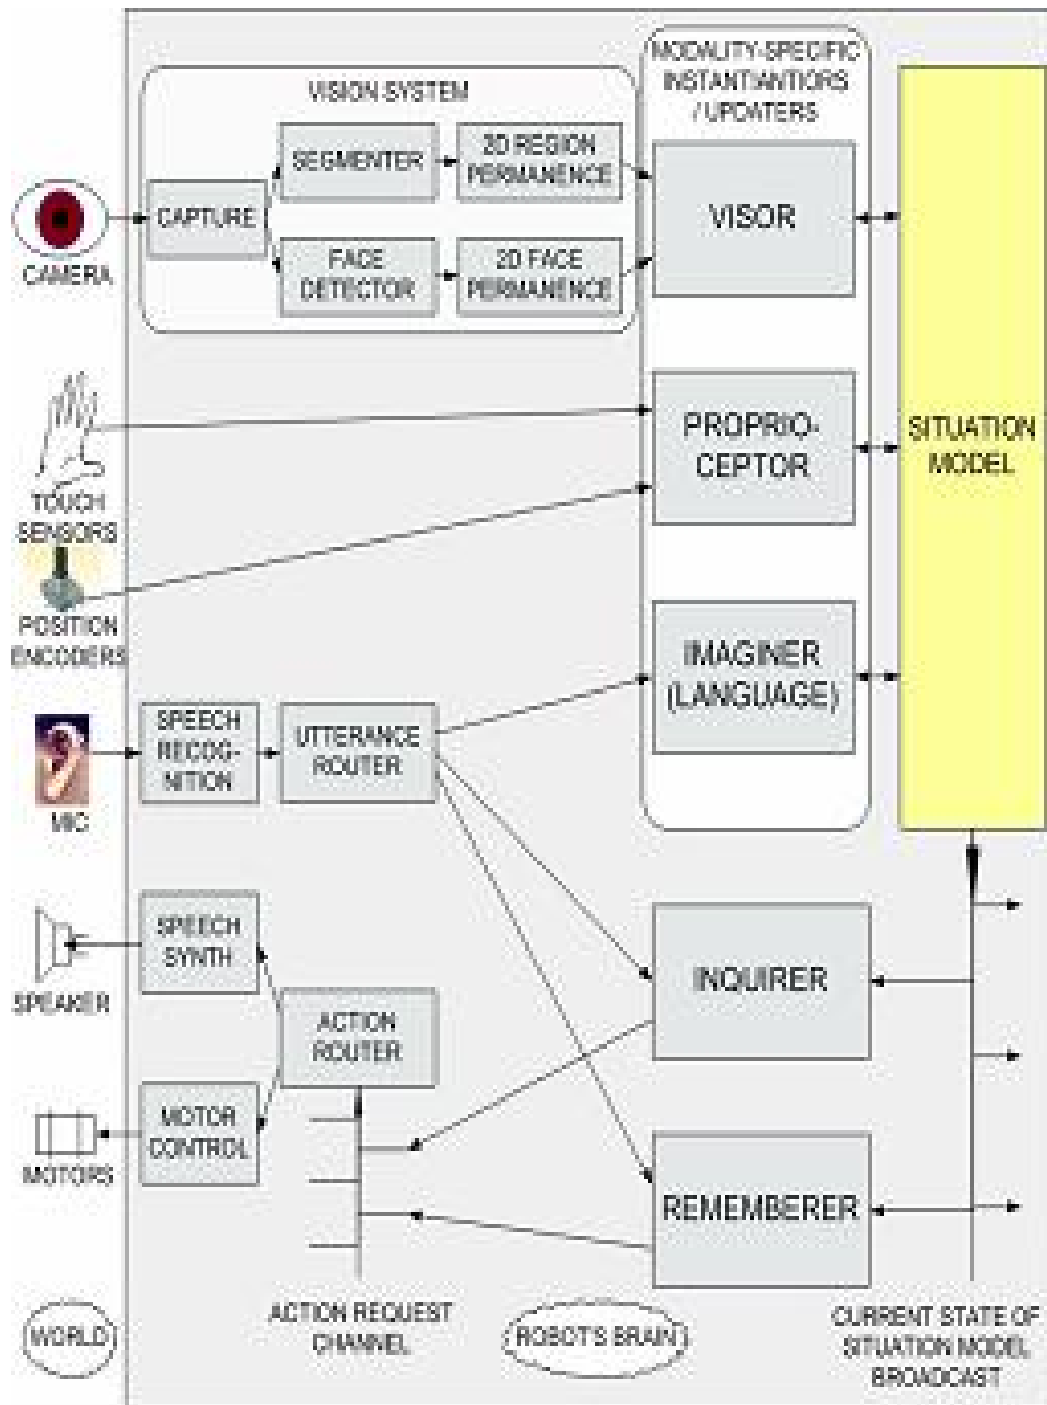 MODALITY-SPECIFIC
INSTANTIANTIORS
/ UPDATERS
VISION SYSTEM
SEGMENTER
2D REGION
PERMANENCE
CAPTURE
VISOR
FACE
DETECTOR
2D FACE
PERMANENCE
CAMERA
PROPRIO-
CEPTOR
SITUATION
MODEL
TOUCH
SENSORS
POSITION
ENCODERS
IMAGINER
(LANGUAGE)
SPEECH
RECOG-
NITION
UTTERANCE
ROUTER
MIC
SPEECH
SYNTH
SPEAKER
INQUIRER
ACTION
ROUTER
MOTOR
CONTROL
MOTORS
REMEMBERER
WORLD
ACTION REQUEST
CHANNEL
ROBOT'S BRAIN
CURRENT STATE OF
SITUATION MODEL
BROADCAST